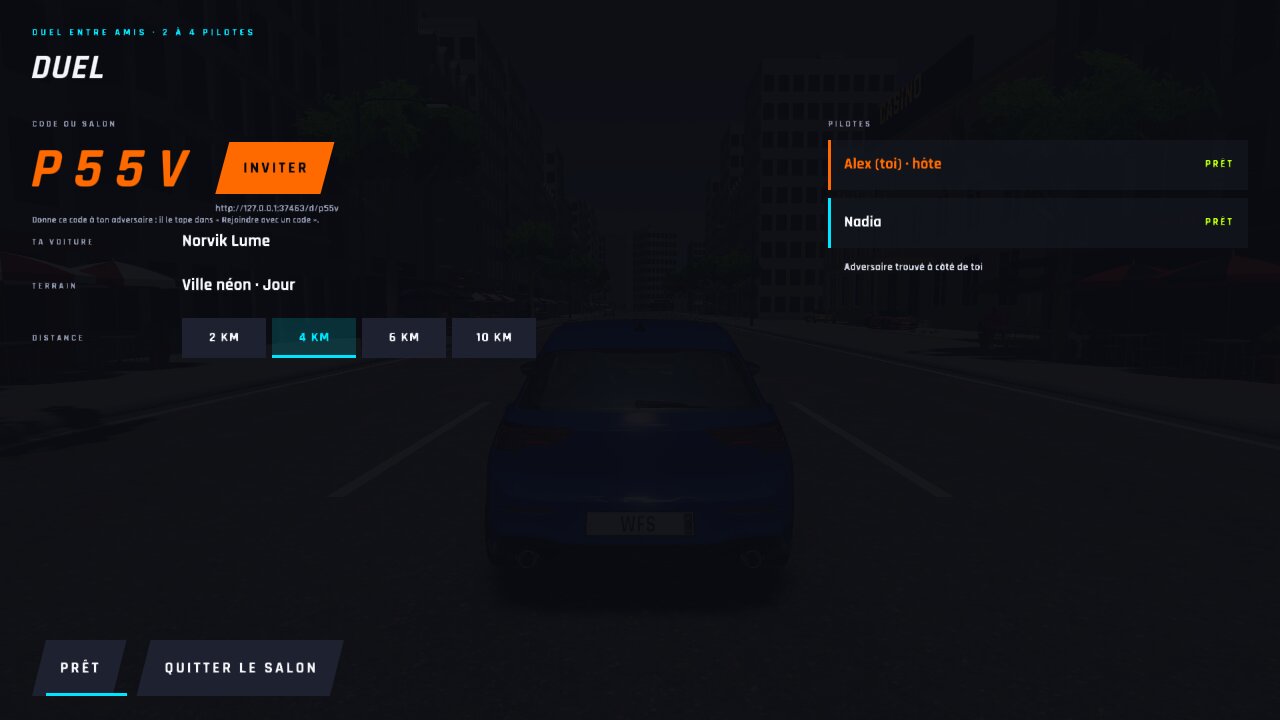 DUEL ENTRE AMIS · 2 À 4 PILOTES
DUEL
CODE DU SALON
P55V
INVITER
http://127.0.0.1:37463/d/p55v
Donne ce code à ton adversaire : il le tape dans « Rejoindre avec un code ».
TA VOITURE
Norvik Lume
TERRAIN
Ville néon · Jour
DISTANCE
2 KM
4 KM
6 KM
10 KM
PILOTES
Alex (toi) · hôte
PRÊT
Nadia
PRÊT
Adversaire trouvé à côté de toi
CASINO
WFS
PRÊT
QUITTER LE SALON